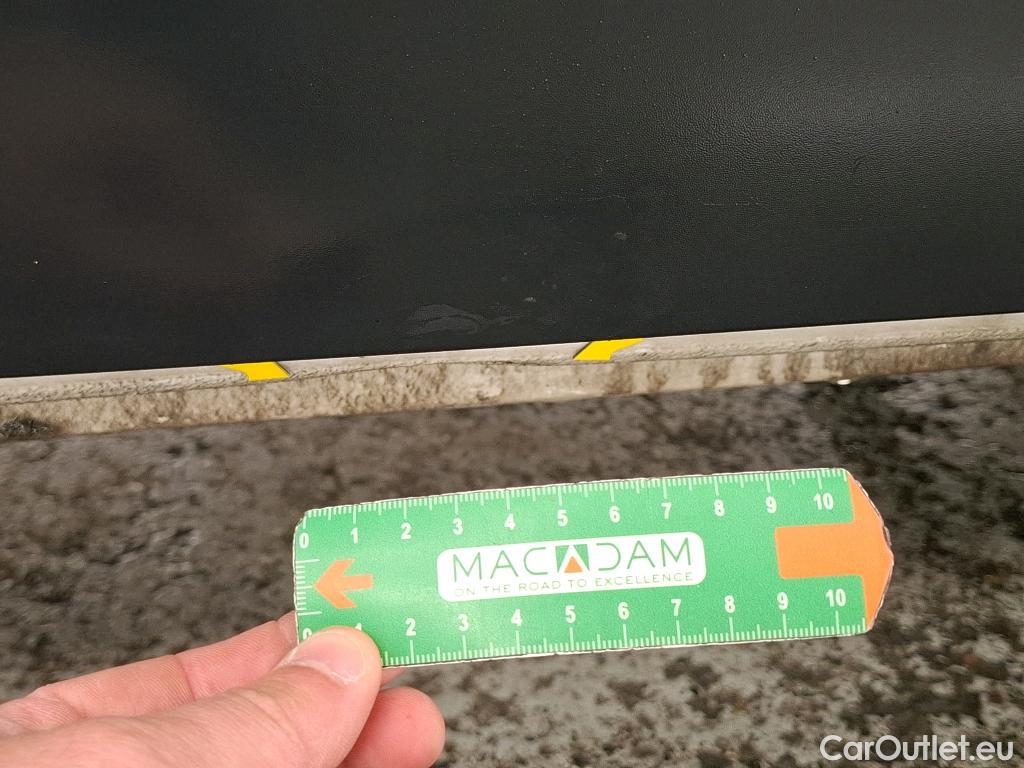 0 1 2 3 4 5 6 7 8 9 10
MACADAM
ON THE ROAD TO EXCELLENCE
0 1 2 3 4 5 6 7 8 9 10
CarOutlet.eu